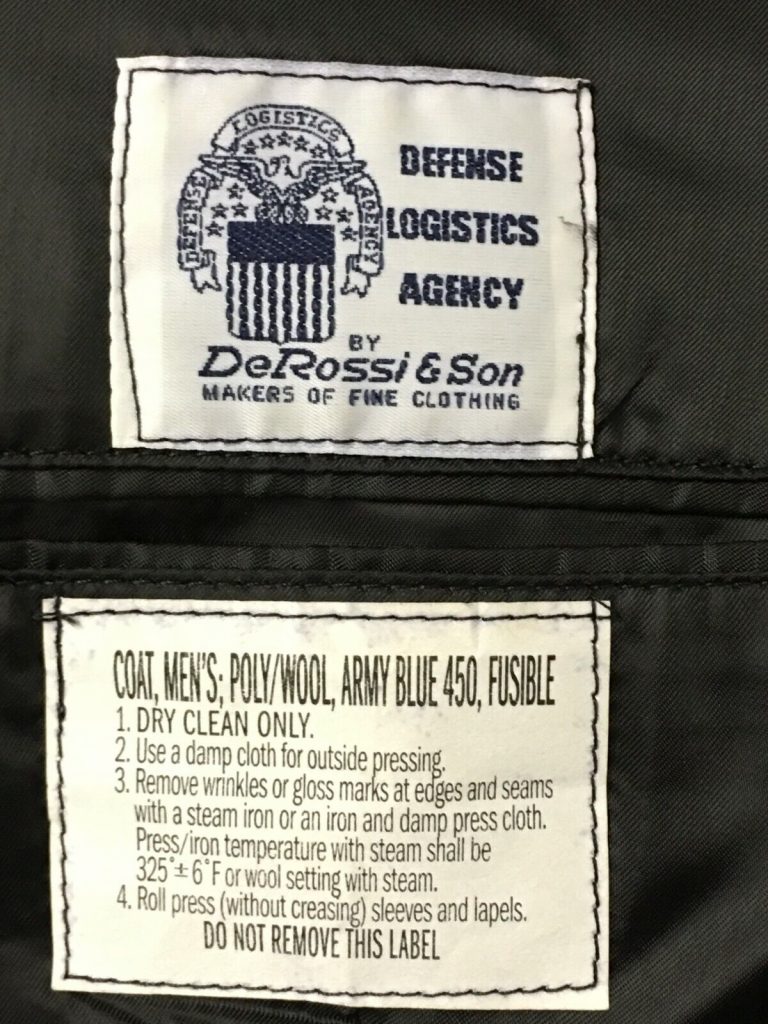 DEFENSE LOGISTICS AGENCY
DEFENSE
LOGISTICS
AGENCY
BY
DeRossi & Son
MAKERS OF FINE CLOTHING
COAT, MEN'S; POLY/WOOL, ARMY BLUE 450, FUSIBLE
1. DRY CLEAN ONLY.
2. Use a damp cloth for outside pressing.
3. Remove wrinkles or gloss marks at edges and seams
with a steam iron or an iron and damp press cloth.
Press/iron temperature with steam shall be
325°± 6°F or wool setting with steam.
4. Roll press (without creasing) sleeves and lapels.
DO NOT REMOVE THIS LABEL